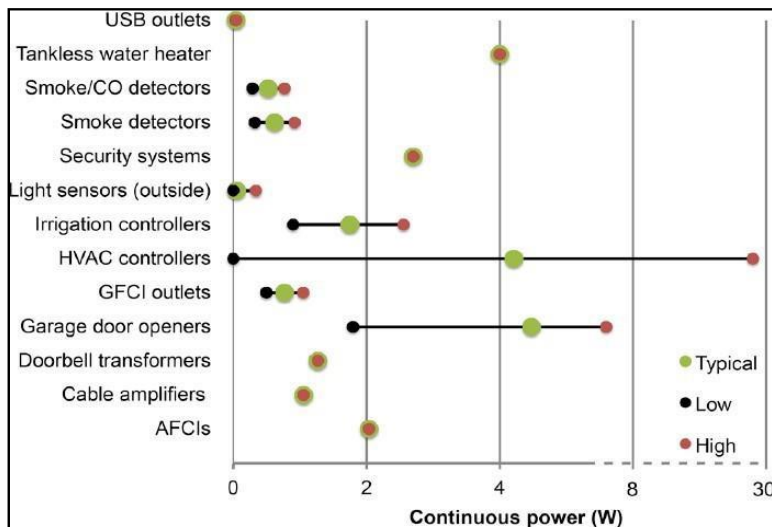 USB outlets
Tankless water heater
Smoke/CO detectors
Smoke detectors
Security systems
Light sensors (outside)
Irrigation controllers
HVAC controllers
GFCI outlets
Garage door openers
Doorbell transformers
Cable amplifiers
AFCIs
Typical
Low
High
0 2 4 8 30
Continuous power (W)